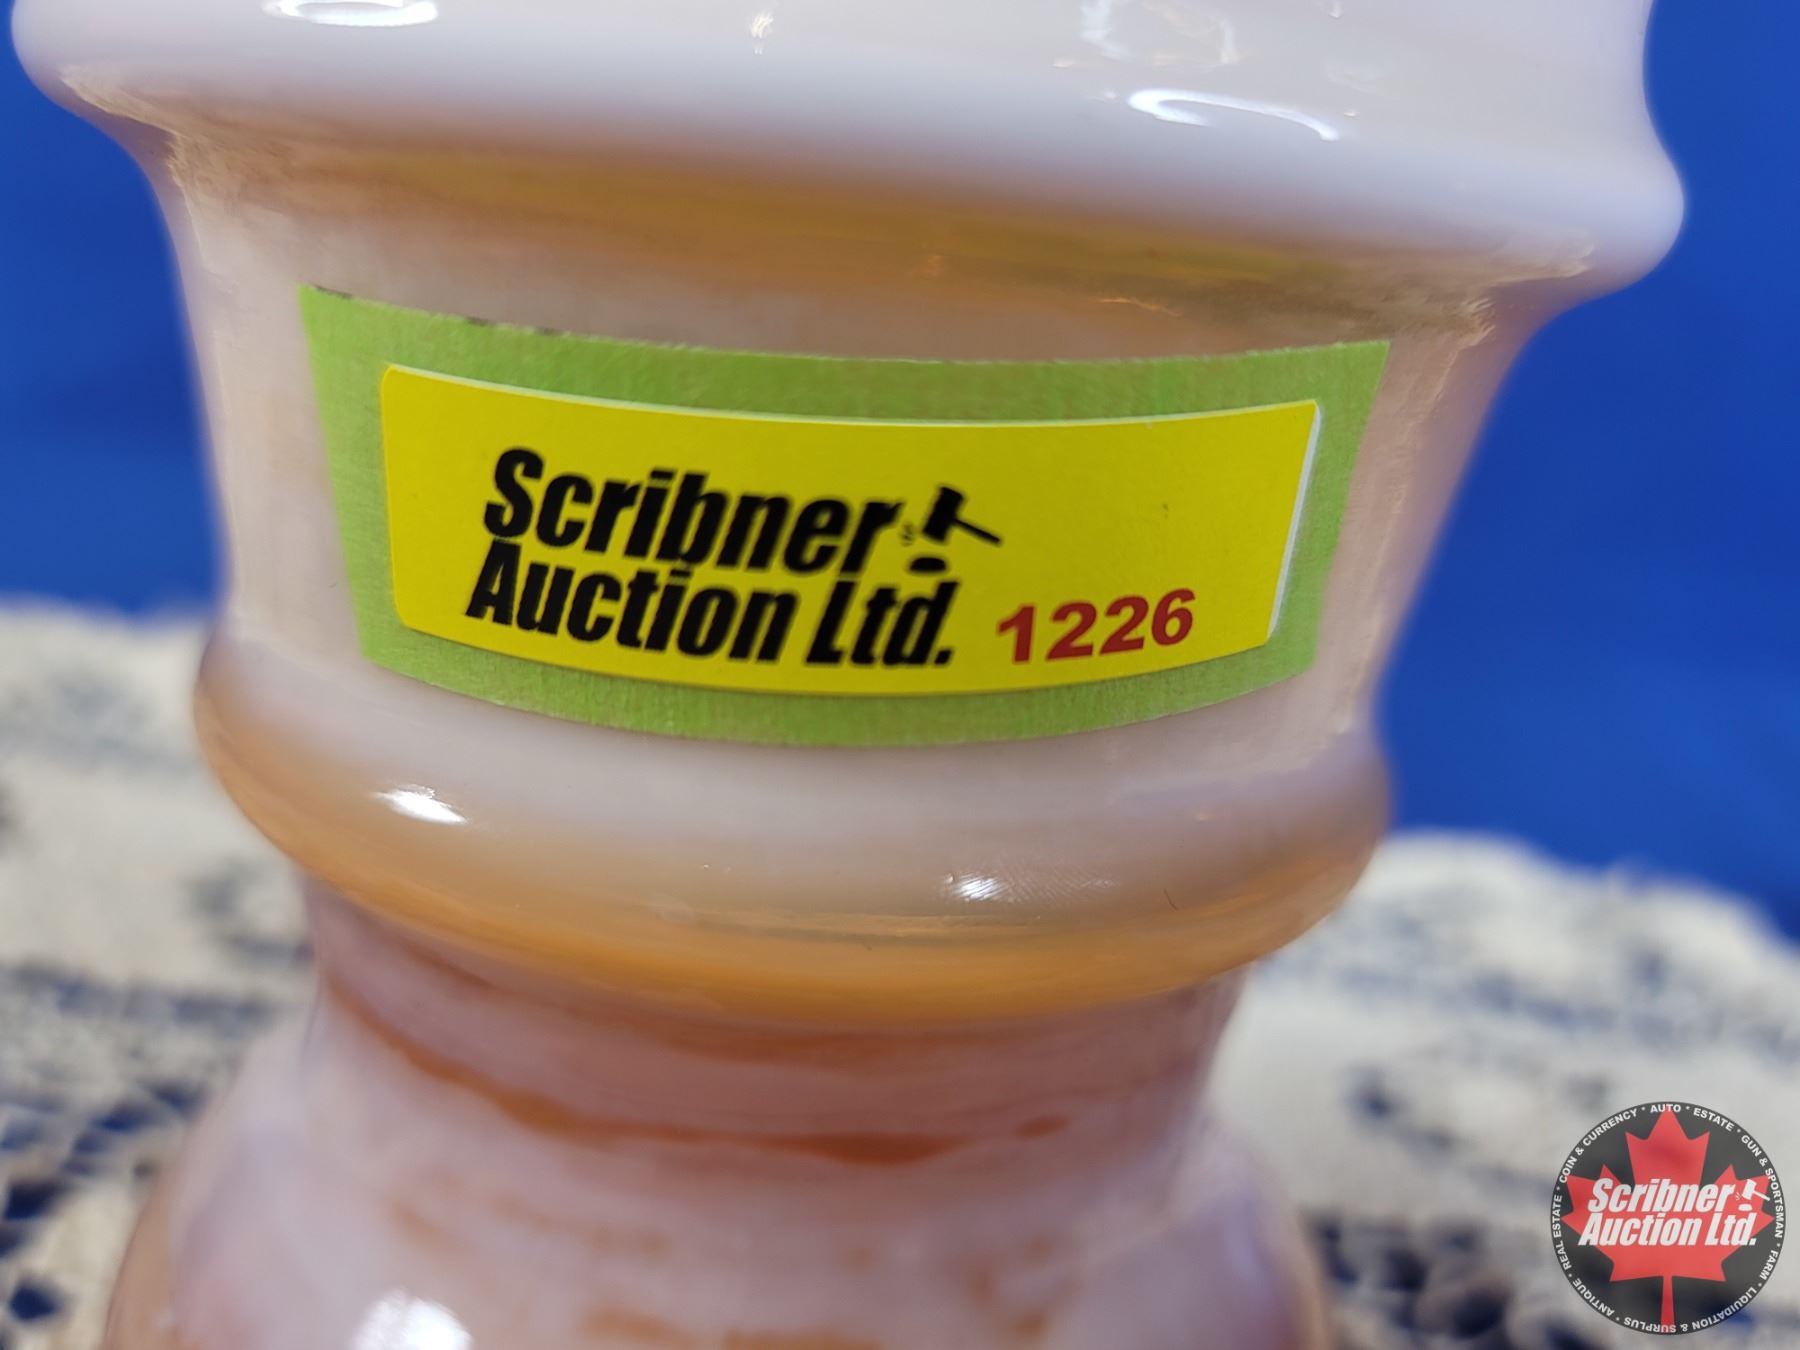 Scribner
Auction Ltd. 1226
COIN & CURRENCY * AUTO * ESTATE * GUN & SPORTSMAN * FARM * LIQUIDATION & SURPLUS * ANTIQUE * REAL ESTATE *
Scribner
Auction Ltd.